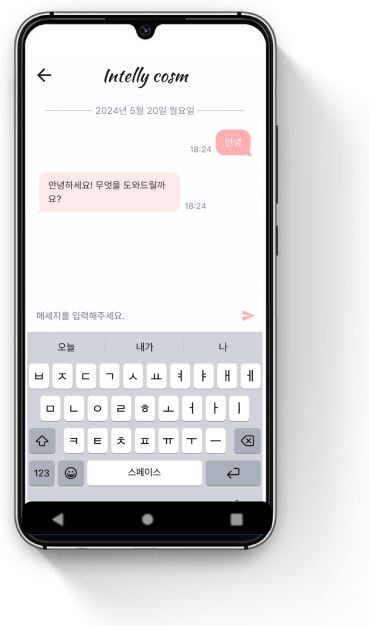 Intelly cosm
2024년 5월 20일 월요일
안녕
18:24
안녕하세요! 무엇을 도와드릴까
요?
18:24
메세지를 입력해주세요.
오늘 내가 나
ㅂ ㅈ ㄷ ㄱ ㅅ ㅛ ㅕ ㅑ ㅐ ㅔ
ㅁ ㄴ ㅇ ㄹ ㅎ ㅗ ㅓ ㅏ ㅣ
ㅋ ㅌ ㅊ ㅍ ㅠ ㅜ ㅡ
123 스페이스